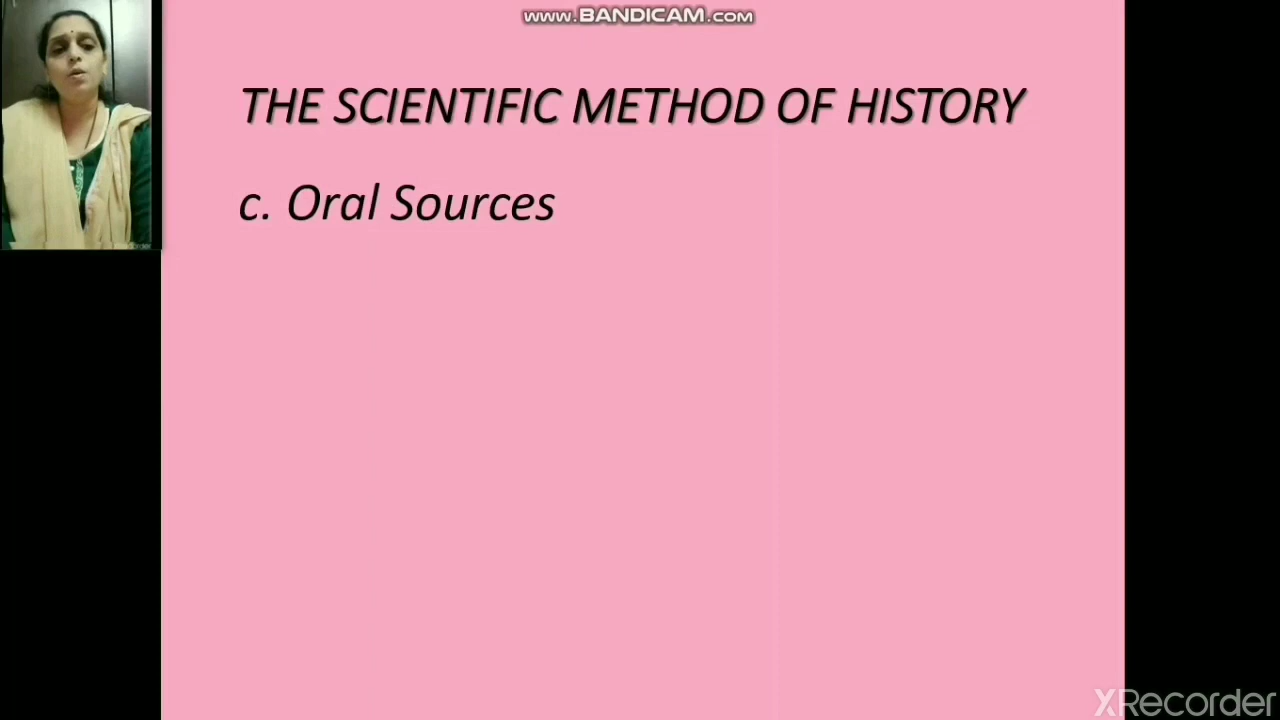 www.BANDICAM.com
THE SCIENTIFIC METHOD OF HISTORY
c. Oral Sources
XRecorder